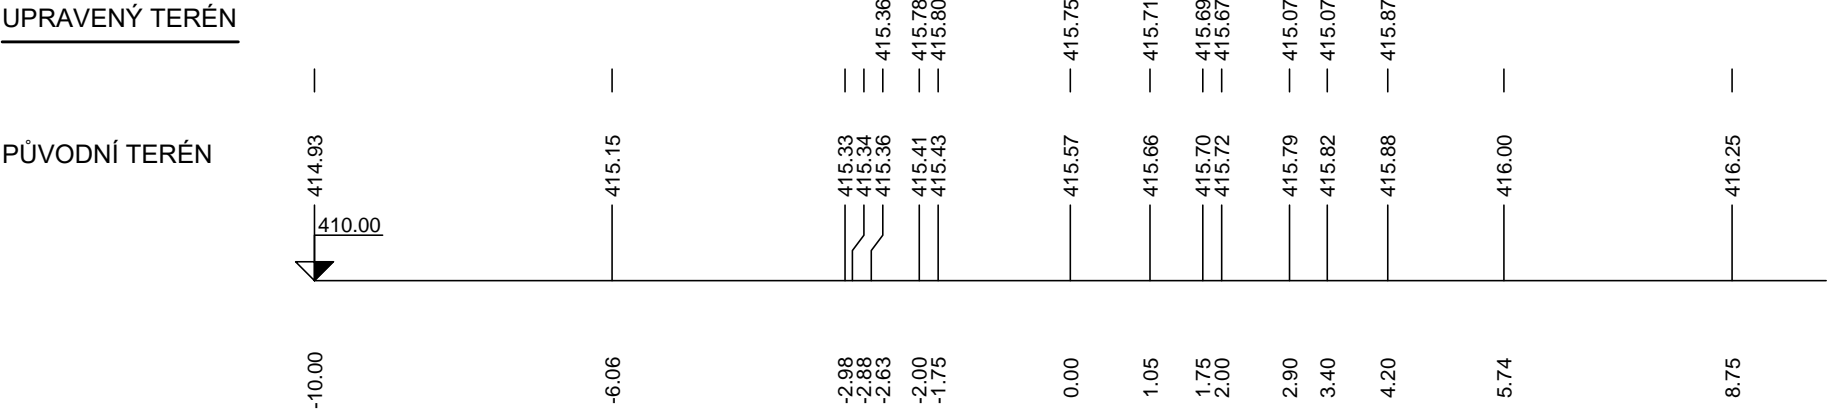 UPRAVENÝ TERÉN
415.36 415.78 415.80 415.75 415.71 415.69 415.67 415.07 415.07 415.87
PŮVODNÍ TERÉN
414.93 415.15 415.33 415.34 415.36 415.41 415.43 415.57 415.66 415.70 415.72 415.79 415.82 415.88 416.00 416.25
410.00
-10.00 -6.06 -2.98 -2.88 -2.63 -2.00 -1.75 0.00 1.05 1.75 2.00 2.90 3.40 4.20 5.74 8.75